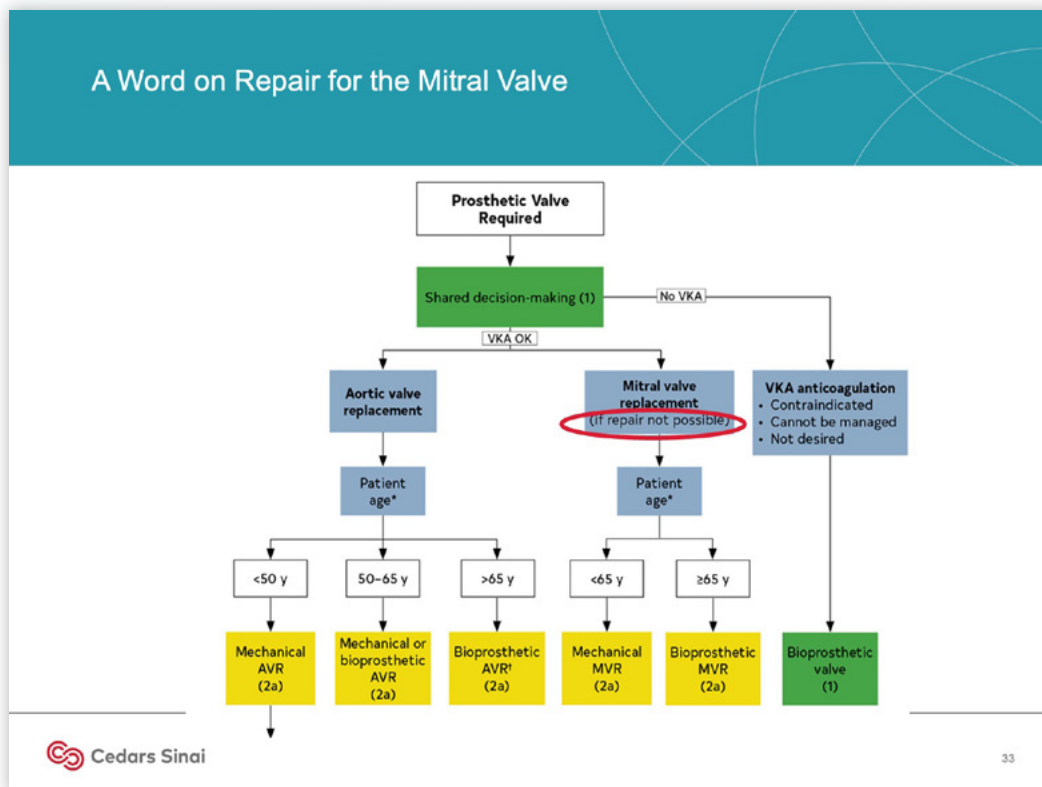 A Word on Repair for the Mitral Valve
Prosthetic Valve
Required
Shared decision-making (1)
No VKA
VKA OK
Aortic valve
replacement
Mitral valve
replacement
(if repair not possible)
VKA anticoagulation
• Contraindicated
• Cannot be managed
• Not desired
Patient
age*
Patient
age*
<50 y
50–65 y
>65 y
<65 y
≥65 y
Mechanical
AVR
(2a)
Mechanical or
bioprosthetic
AVR
(2a)
Bioprosthetic
AVR†
(2a)
Mechanical
MVR
(2a)
Bioprosthetic
MVR
(2a)
Bioprosthetic
valve
(1)
Cedars Sinai
33